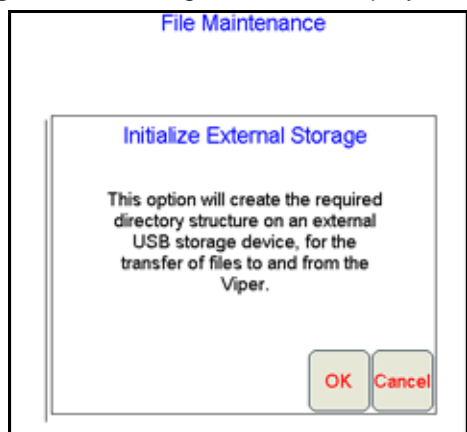 File Maintenance
Initialize External Storage
This option will create the required
directory structure on an external
USB storage device, for the
transfer of files to and from the
Viper.
OK Cancel